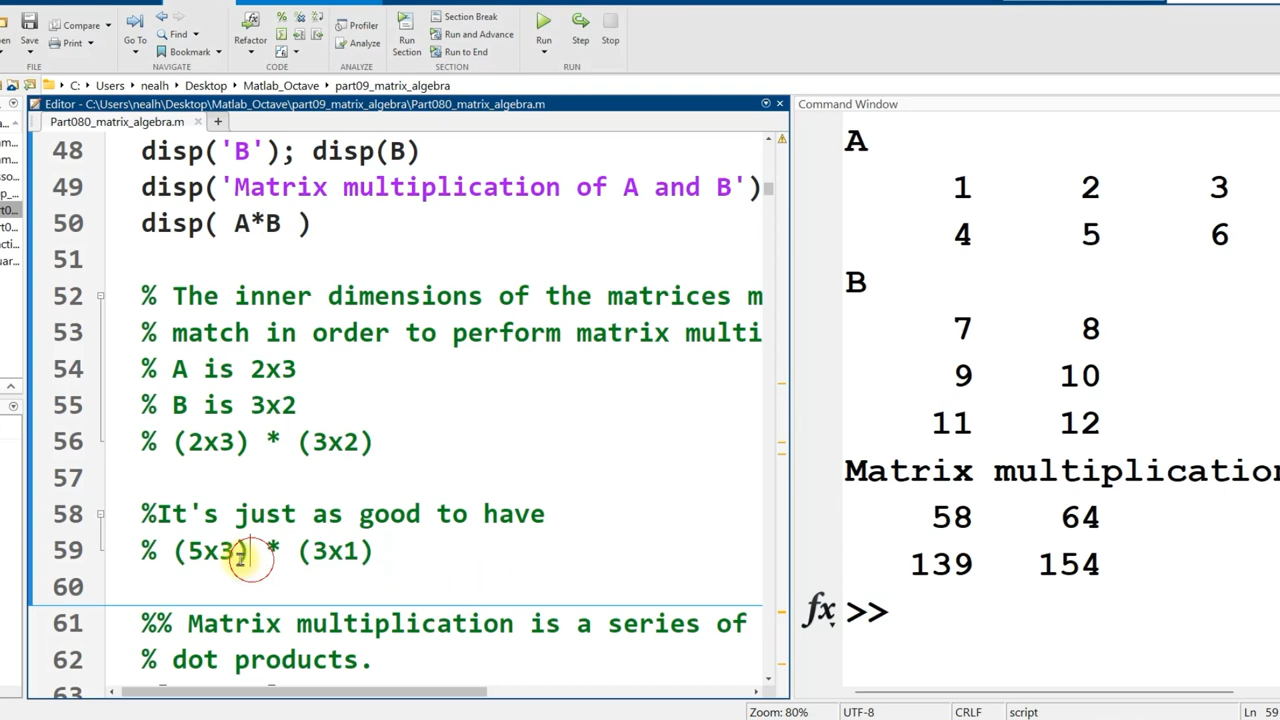 Compare
Find
Section Break
Profiler
Save
Print
Go To
Bookmark
Refactor
Analyze
Run Section
Run and Advance
Run to End
Run
Step
Stop
FILE
NAVIGATE
CODE
ANALYZE
SECTION
RUN
C: Users nealh Desktop Matlab_Octave part09_matrix_algebra
Editor - C:\Users\nealh\Desktop\Matlab_Octave\part09_matrix_algebra\Part080_matrix_algebra.m
Part080_matrix_algebra.m
48 disp('B'); disp(B)
49 disp('Matrix multiplication of A and B')
50 disp( A*B )
51
52 % The inner dimensions of the matrices m
53 % match in order to perform matrix multi
54 % A is 2x3
55 % B is 3x2
56 % (2x3) * (3x2)
57
58 %It's just as good to have
59 % (5x3) * (3x1)
60
61 %% Matrix multiplication is a series of
62 % dot products.
63
Command Window
A
1 2 3
4 5 6
B
7 8
9 10
11 12
Matrix multiplication
58 64
139 154
fx >>
Zoom: 80% UTF-8 CRLF script Ln 59